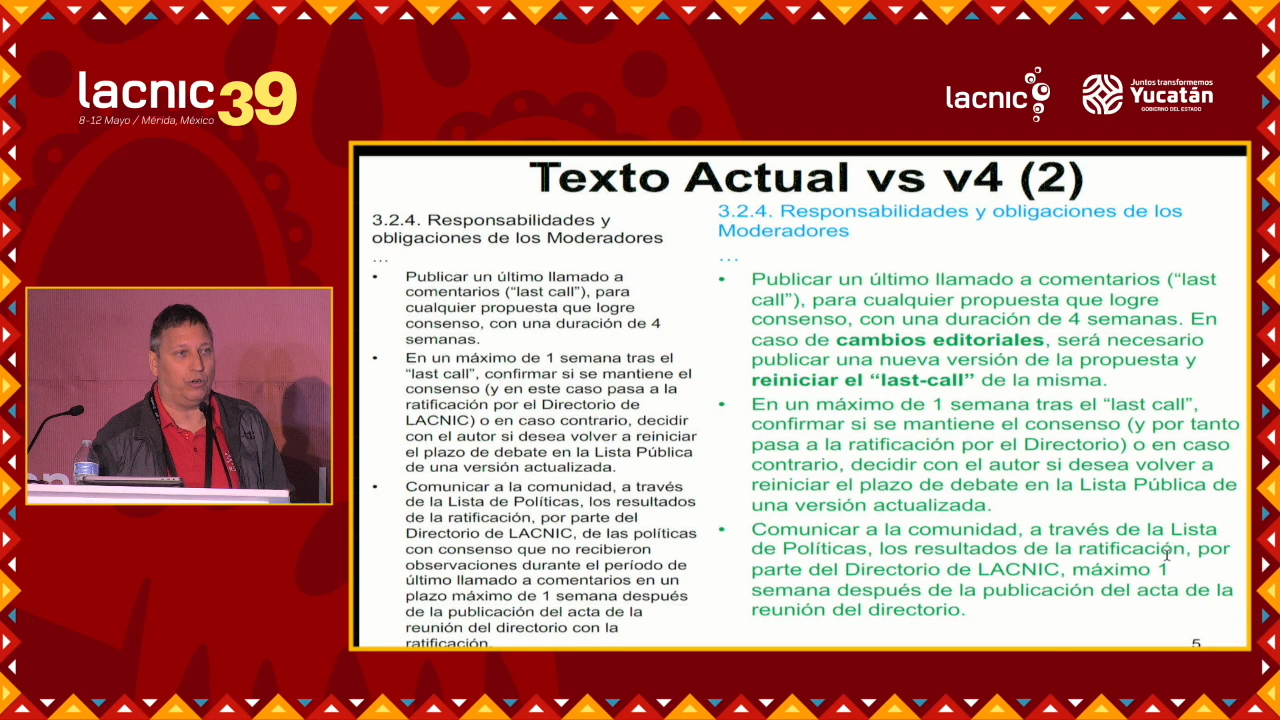 lacnic 39
8-12 Mayo / Mérida, México
lacnic
Juntos transformemos
Yucatán
GOBIERNO DEL ESTADO
Texto Actual vs v4 (2)
3.2.4. Responsabilidades y
obligaciones de los Moderadores
…
• Publicar un último llamado a
comentarios (“last call”), para
cualquier propuesta que logre
consenso, con una duración de 4
semanas.
• En un máximo de 1 semana tras el
“last call”, confirmar si se mantiene el
consenso (y en este caso pasa a la
ratificación por el Directorio de
LACNIC) o en caso contrario, decidir
con el autor si desea volver a reiniciar
el plazo de debate en la Lista Pública
de una versión actualizada.
• Comunicar a la comunidad, a través
de la Lista de Políticas, los resultados
de la ratificación, por parte del
Directorio de LACNIC, de las políticas
con consenso que no recibieron
observaciones durante el período de
último llamado a comentarios en un
plazo máximo de 1 semana después
de la publicación del acta de la
reunión del directorio con la
ratificación.
3.2.4. Responsabilidades y obligaciones de los
Moderadores
…
• Publicar un último llamado a comentarios (“last
call”), para cualquier propuesta que logre
consenso, con una duración de 4 semanas. En
caso de cambios editoriales, será necesario
publicar una nueva versión de la propuesta y
reiniciar el “last-call” de la misma.
• En un máximo de 1 semana tras el “last call”,
confirmar si se mantiene el consenso (y por tanto
pasa a la ratificación por el Directorio) o en caso
contrario, decidir con el autor si desea volver a
reiniciar el plazo de debate en la Lista Pública de
una versión actualizada.
• Comunicar a la comunidad, a través de la Lista
de Políticas, los resultados de la ratificación, por
parte del Directorio de LACNIC, máximo 1
semana después de la publicación del acta de la
reunión del directorio.
5